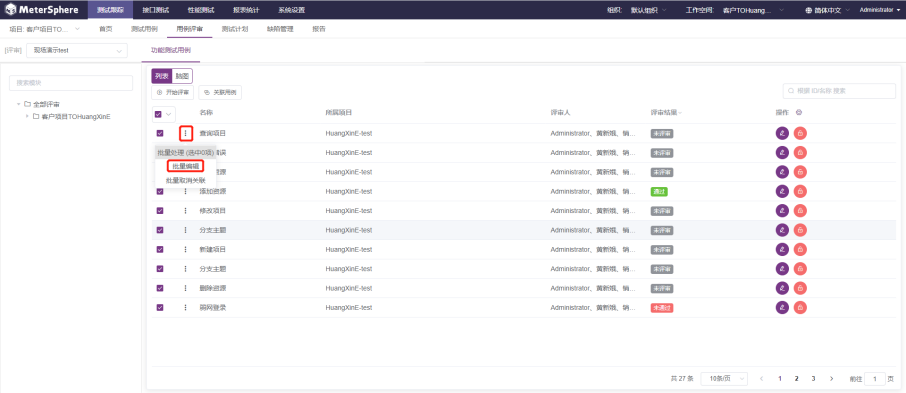 MeterSphere 测试跟踪 接口测试 性能测试 报表统计 系统设置 组织: 默认组织 工作空间: 客户TOHuang... 简体中文 Administrator
项目: 客户项目TO... 首页 测试用例 用例评审 测试计划 缺陷管理 报告
[评审] 现场演示test 功能测试用例
列表 脑图
搜索模块
开始评审 关联用例 根据 ID/名称 搜索
全部评审
客户项目TOHuangXinE
名称 所属项目 评审人 评审结果 操作
查询项目 HuangXinE-test Administrator、黄新娥、销... 未评审
批量处理 (选中0项) 错误 HuangXinE-test Administrator、黄新娥、销... 未评审
批量编辑 资源 HuangXinE-test Administrator、黄新娥、销... 未评审
批量取消关联
添加资源 HuangXinE-test Administrator、黄新娥、销... 通过
修改项目 HuangXinE-test Administrator、黄新娥、销... 未评审
分支主题 HuangXinE-test Administrator、黄新娥、销... 未评审
新建项目 HuangXinE-test Administrator、黄新娥、销... 未评审
分支主题 HuangXinE-test Administrator、黄新娥、销... 未评审
删除资源 HuangXinE-test Administrator、黄新娥、销... 未评审
弱网登录 HuangXinE-test Administrator、黄新娥、销... 未通过
共 27 条 10条/页 1 2 3 前往 1 页